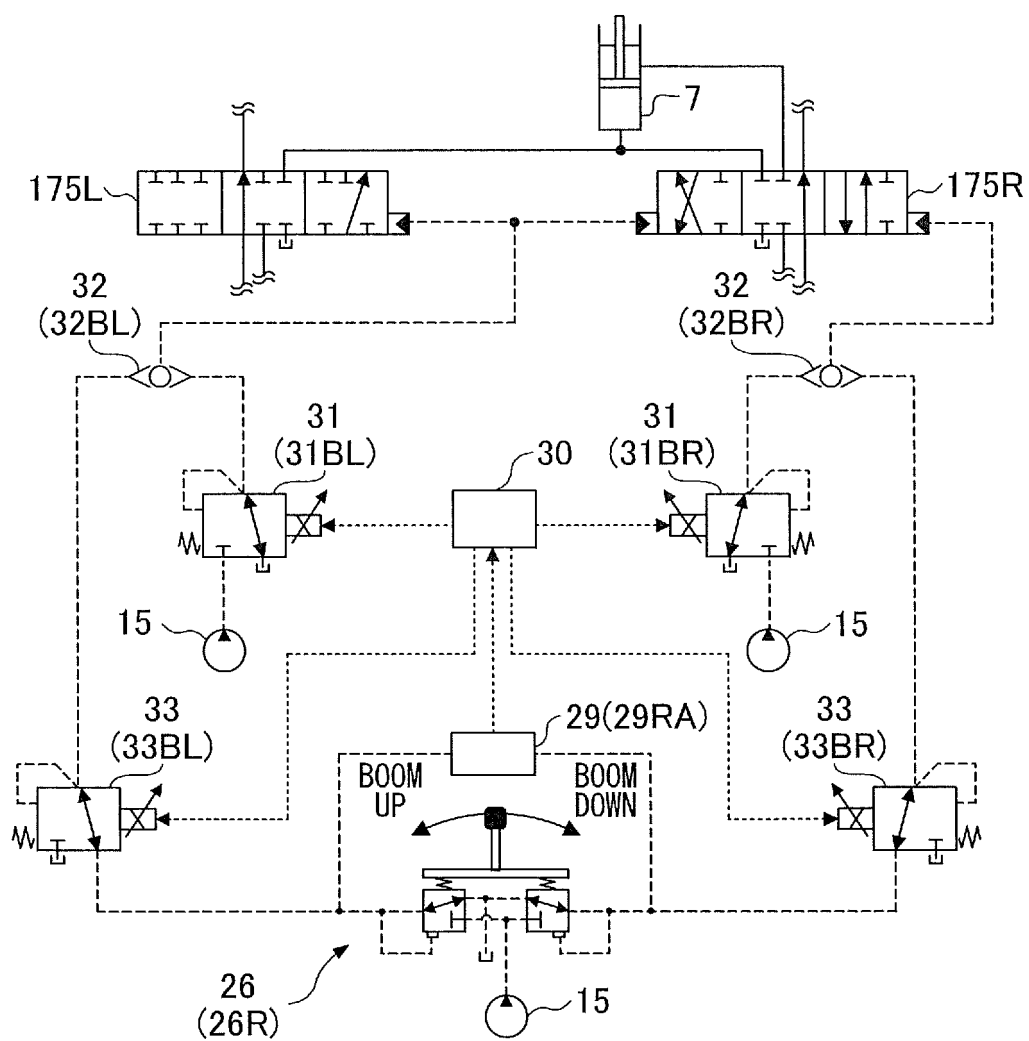 7
175L
175R
32
(32BL)
32
(32BR)
31
(31BL)
30
31
(31BR)
15
15
33
(33BL)
29(29RA)
33
(33BR)
BOOM
UP
BOOM
DOWN
26
(26R)
15